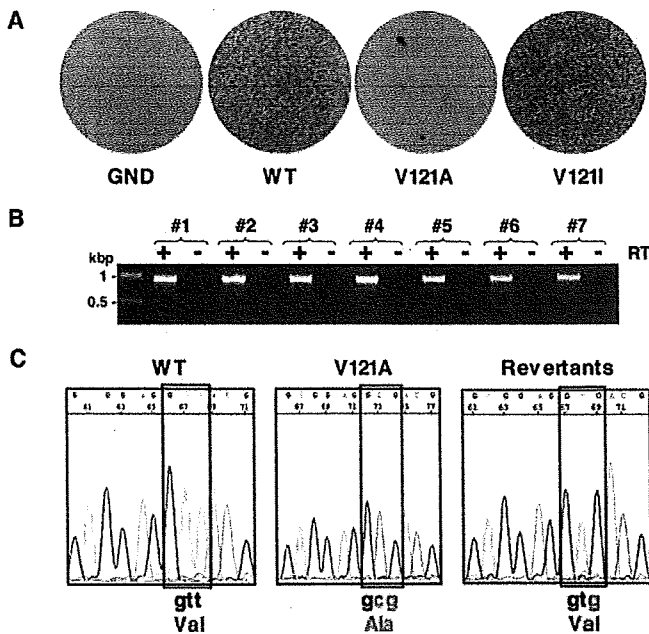 A
GND WT V121A V121I
B
#1 #2 #3 #4 #5 #6 #7
kbp + - + - + - + - + - + - + - RT
1
0.5
C
WT V121A Revertants
gtt gcg gtg
Val Ala Val